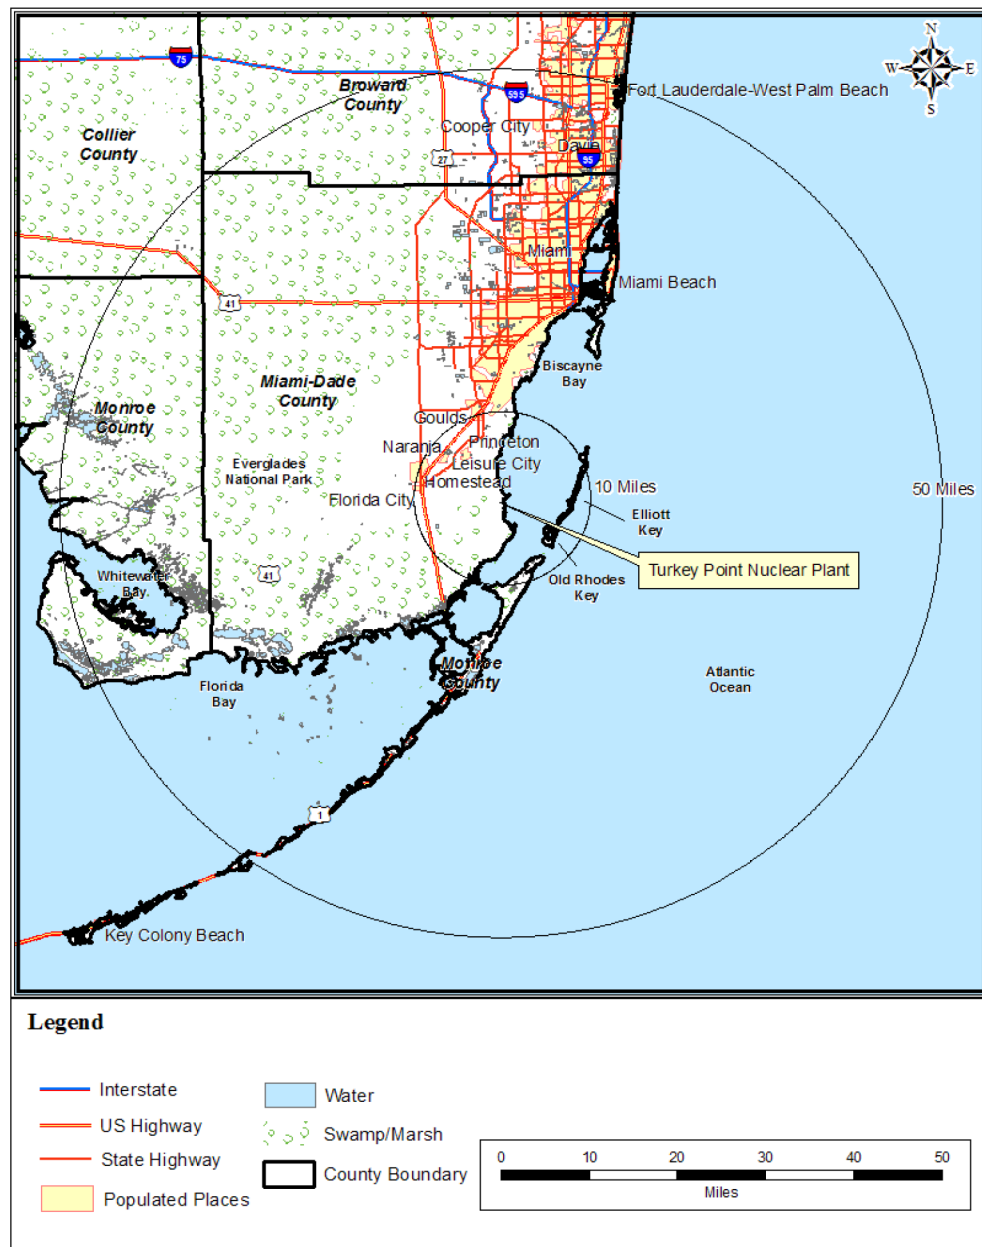 N
W E
S
75
Broward
County
595
Fort Lauderdale-West Palm Beach
Collier
County
Cooper City
Davie
95
27
Miami
Miami Beach
41
Biscayne
Bay
Miami-Dade
County
Monroe
County
Goulds
Princeton
Naranja
Leisure City
Everglades
National Park
Homestead
Florida City
10 Miles
50 Miles
Elliott
Key
Turkey Point Nuclear Plant
Old Rhodes
Key
41
Whitewater
Bay
Monroe
County
Florida
Bay
Atlantic
Ocean
1
Key Colony Beach
Legend
Interstate
US Highway
State Highway
Populated Places
Water
Swamp/Marsh
County Boundary
0 10 20 30 40 50
Miles